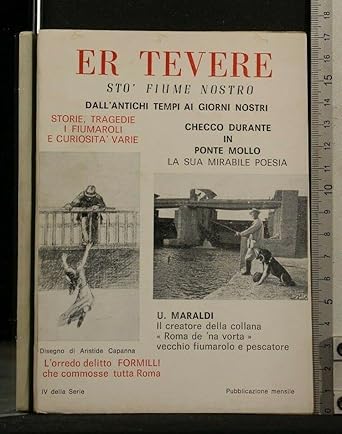 ER TEVERE
STO' FIUME NOSTRO
DALL'ANTICHI TEMPI AI GIORNI NOSTRI
STORIE, TRAGEDIE
I FIUMAROLI
E CURIOSITA' VARIE
CHECCO DURANTE
IN
PONTE MOLLO
LA SUA MIRABILE POESIA
Disegno di Aristide Capanna
L'orredo delitto FORMILLI
che commosse tutta Roma
U. MARALDI
Il creatore della collana
« Roma de 'na vorta »
vecchio fiumarolo e pescatore
IV della Serie
Pubblicazione mensile